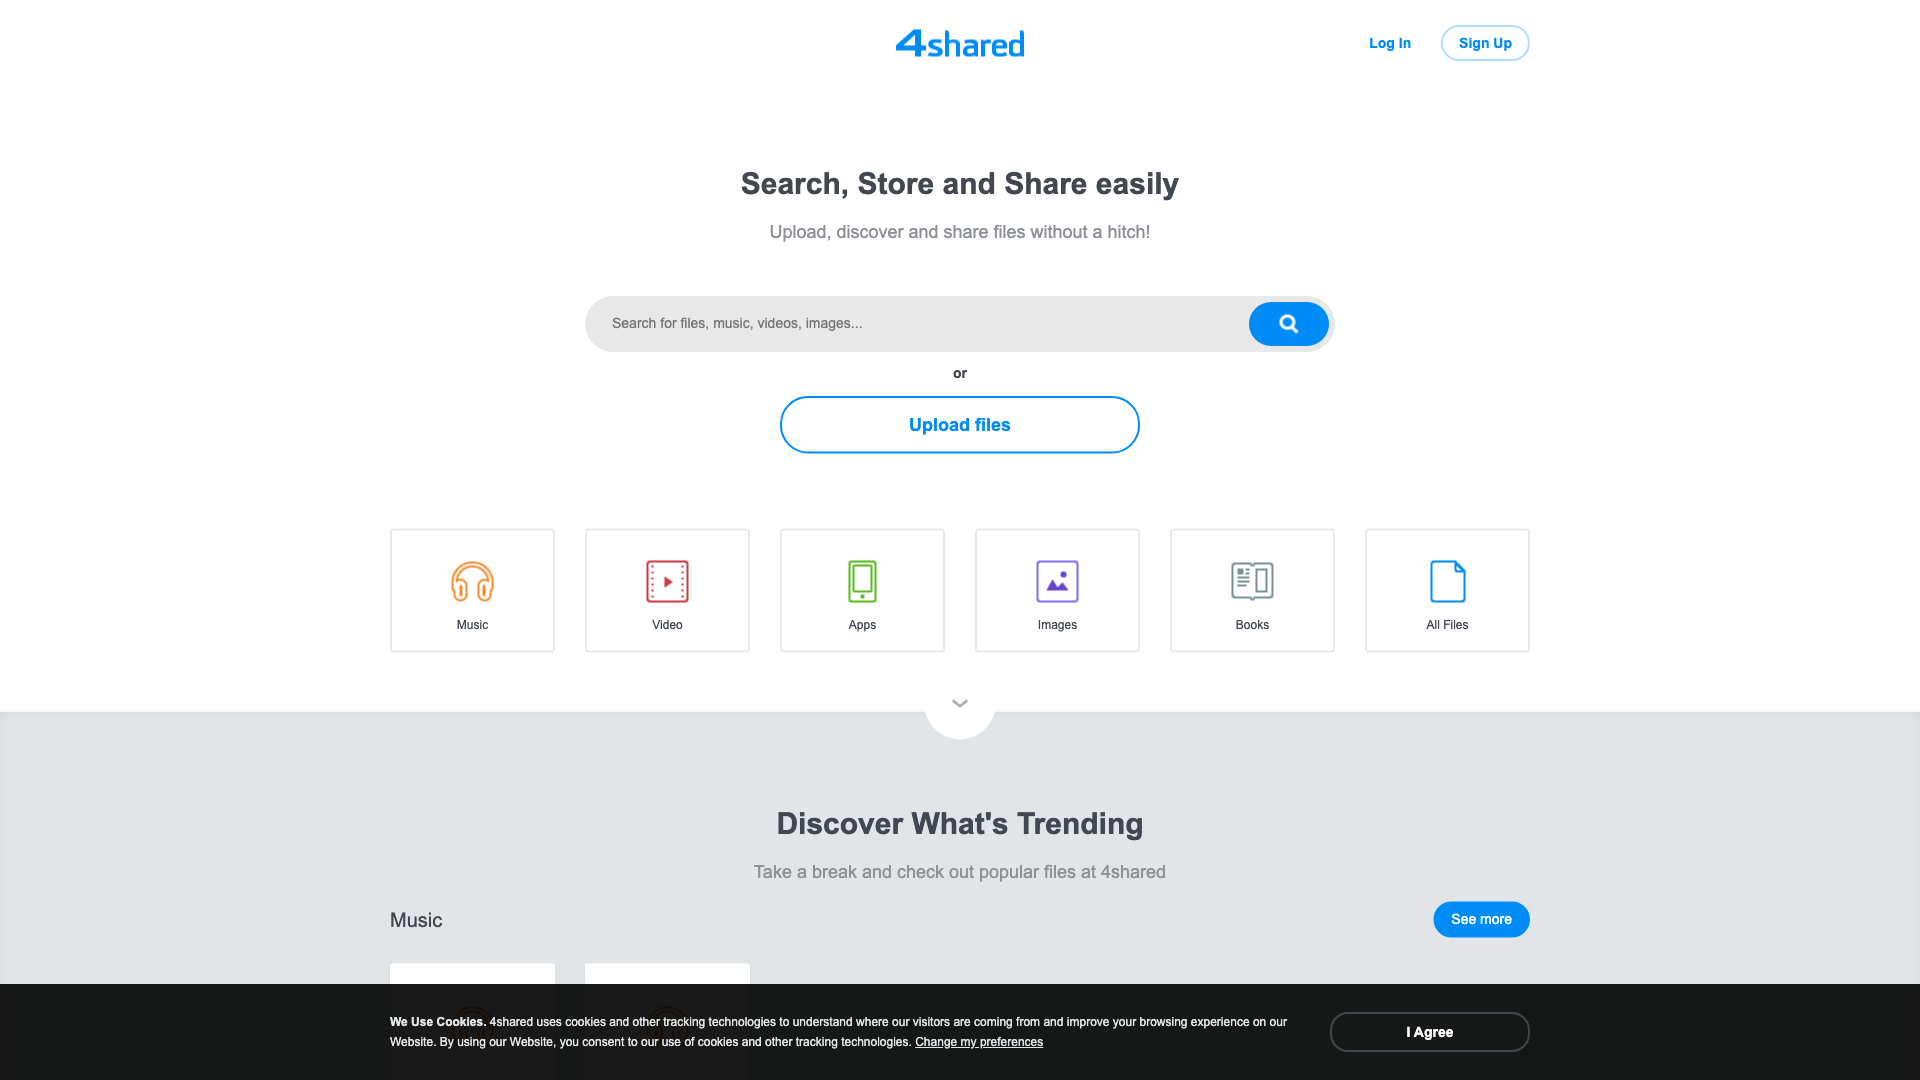 4shared
Log In
Sign Up
Search, Store and Share easily
Upload, discover and share files without a hitch!
Search for files, music, videos, images...
or
Upload files
Music
Video
Apps
Images
Books
All Files
Discover What's Trending
Take a break and check out popular files at 4shared
Music
See more
We Use Cookies. 4shared uses cookies and other tracking technologies to understand where our visitors are coming from and improve your browsing experience on our
Website. By using our Website, you consent to our use of cookies and other tracking technologies. Change my preferences
I Agree